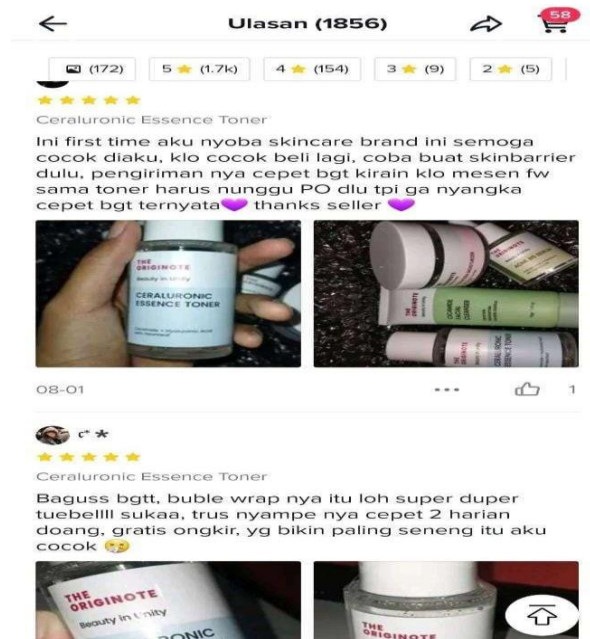 Ulasan (1856)
58
(172)
5 (1.7k)
4 (154)
3 (9)
2 (5)
Ceraluronic Essence Toner
Ini first time aku nyoba skincare brand ini semoga
cocok diaku, klo cocok beli lagi, coba buat skinbarrier
dulu, pengiriman nya cepet bgt kirain klo mesen fw
sama toner harus nunggu PO dlu tpi ga nyangka
cepet bgt ternyata💜 thanks seller 💜
THE
ORIGINOTE
Beauty in Unity
CERALURONIC
ESSENCE TONER
THE
ORIGINOTE
08-01
1
c* *
Ceraluronic Essence Toner
Baguss bgtt, buble wrap nya itu loh super duper
tuebellll sukaa, trus nyampe nya cepet 2 harian
doang, gratis ongkir, yg bikin paling seneng itu aku
cocok 🤧
THE
ORIGINOTE
Beauty in Unity
THE
ORIGINOTE